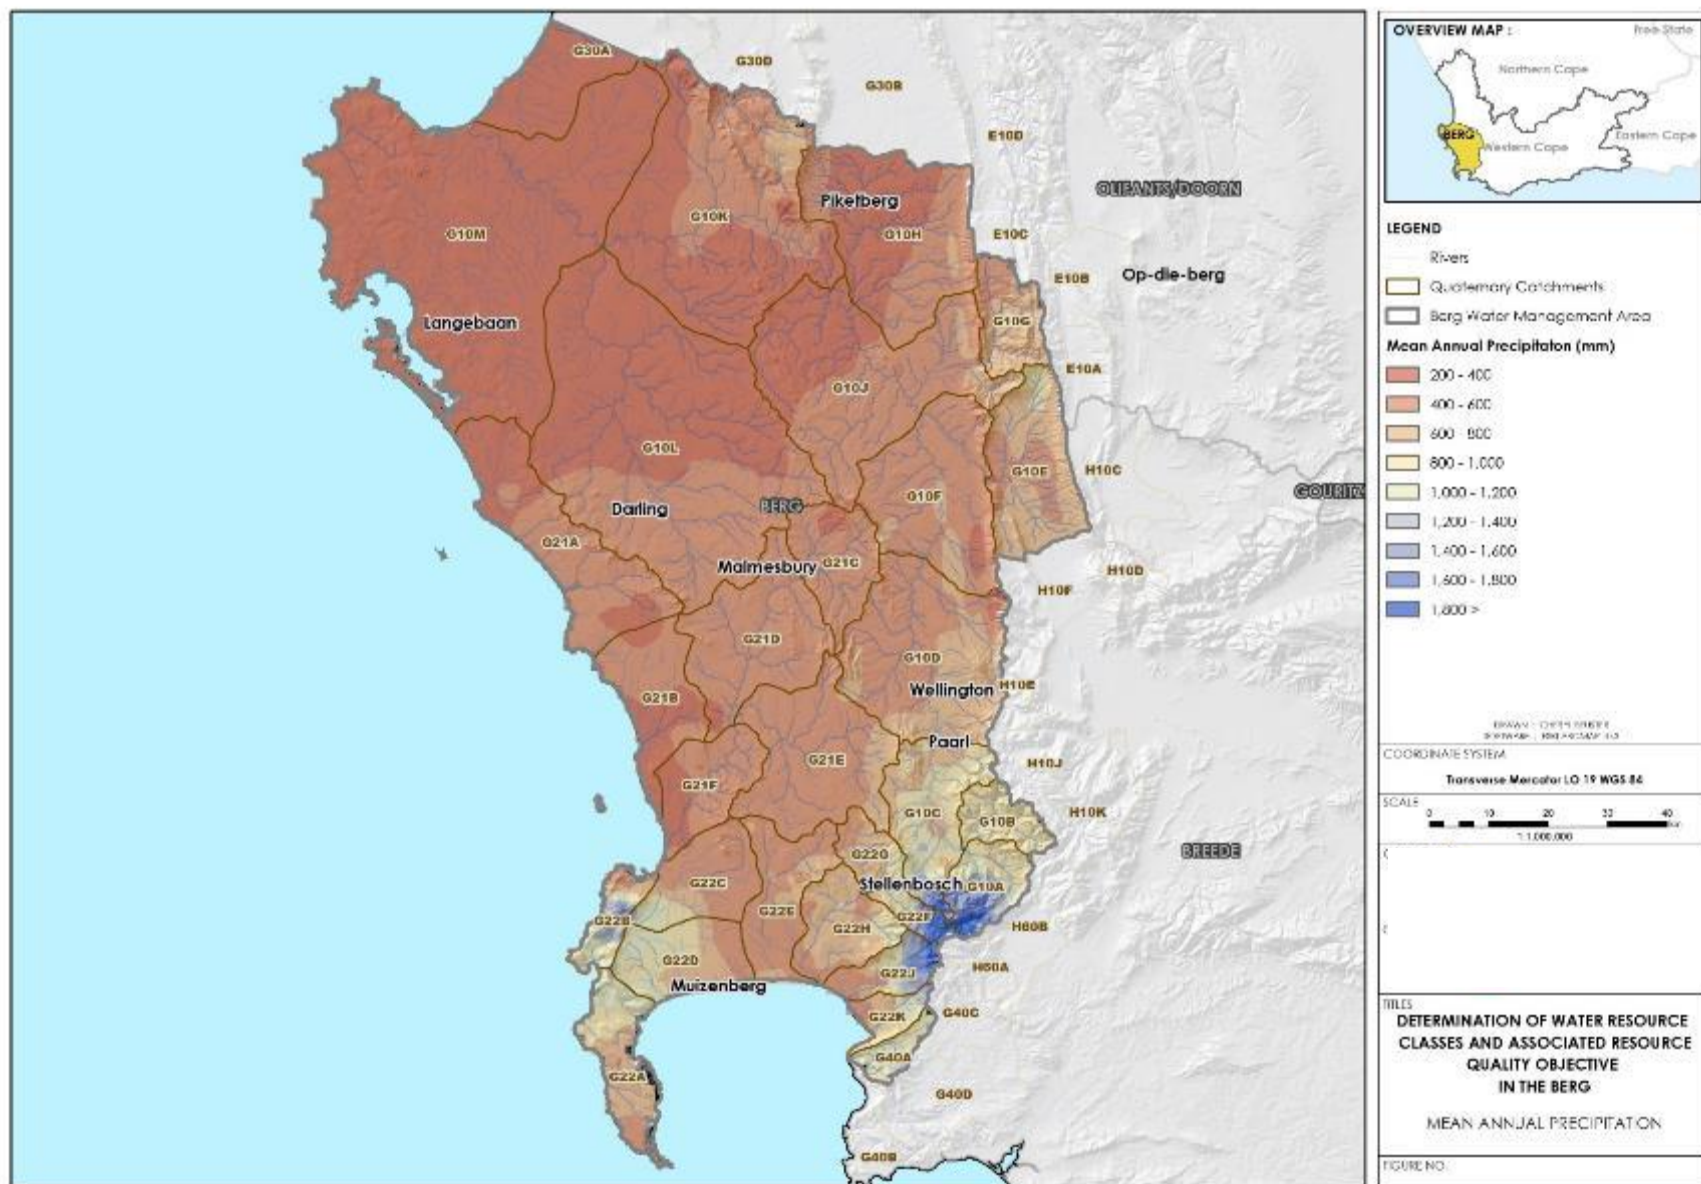 G30A
G30D
G30B
E10D
OLIFANTS/DOORN
Piketberg
G10K
G10M
G10H
E10C
Op-die-berg
E10B
Langebaan
G10G
E10A
G10J
G10L
G10E
H10C
G10F
GOURITZ
Darling
BERG
G21A
Malmesbury
G21C
H10D
H10F
G21D
G10D
Wellington
H10E
G21B
Paarl
G21E
H10J
G21F
G10C
G10B
H10K
G22G
BREEDE
G22C
Stellenbosch
G10A
G22B
G22E
G22F
G22H
H60B
G22D
G22J
H60A
Muizenberg
G22K
G40C
G40A
G22A
G40D
G40B
OVERVIEW MAP :
Free State
Northern Cape
BERG
Eastern Cape
Western Cape
LEGEND
Rivers
Quaternary Catchments
Berg Water Management Area
Mean Annual Precipitaton (mm)
200 - 400
400 - 600
600 - 800
800 - 1,000
1,000 - 1,200
1,200 - 1,400
1,400 - 1,600
1,600 - 1,800
1,800 >
COORDINATE SYSTEM
Transverse Mercator LO 19 WGS 84
SCALE
0 10 20 30 40
1:1,000,000
TITLES
DETERMINATION OF WATER RESOURCE
CLASSES AND ASSOCIATED RESOURCE
QUALITY OBJECTIVE
IN THE BERG
MEAN ANNUAL PRECIPITATION
FIGURE NO.